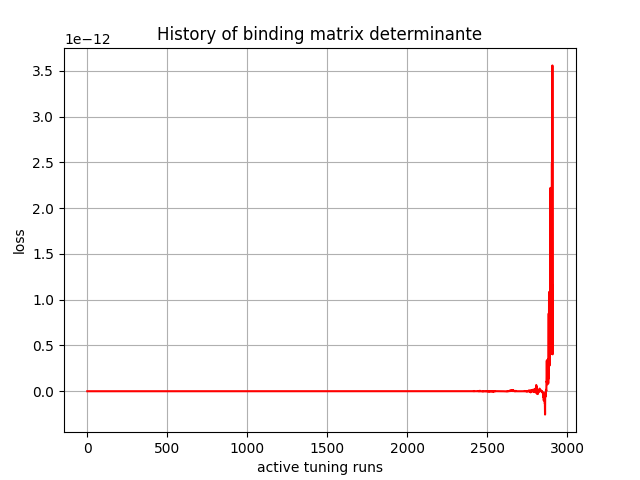 History of binding matrix determinante
1e−12
3.5
3.0
2.5
2.0
1.5
1.0
0.5
0.0
loss
0 500 1000 1500 2000 2500 3000
active tuning runs